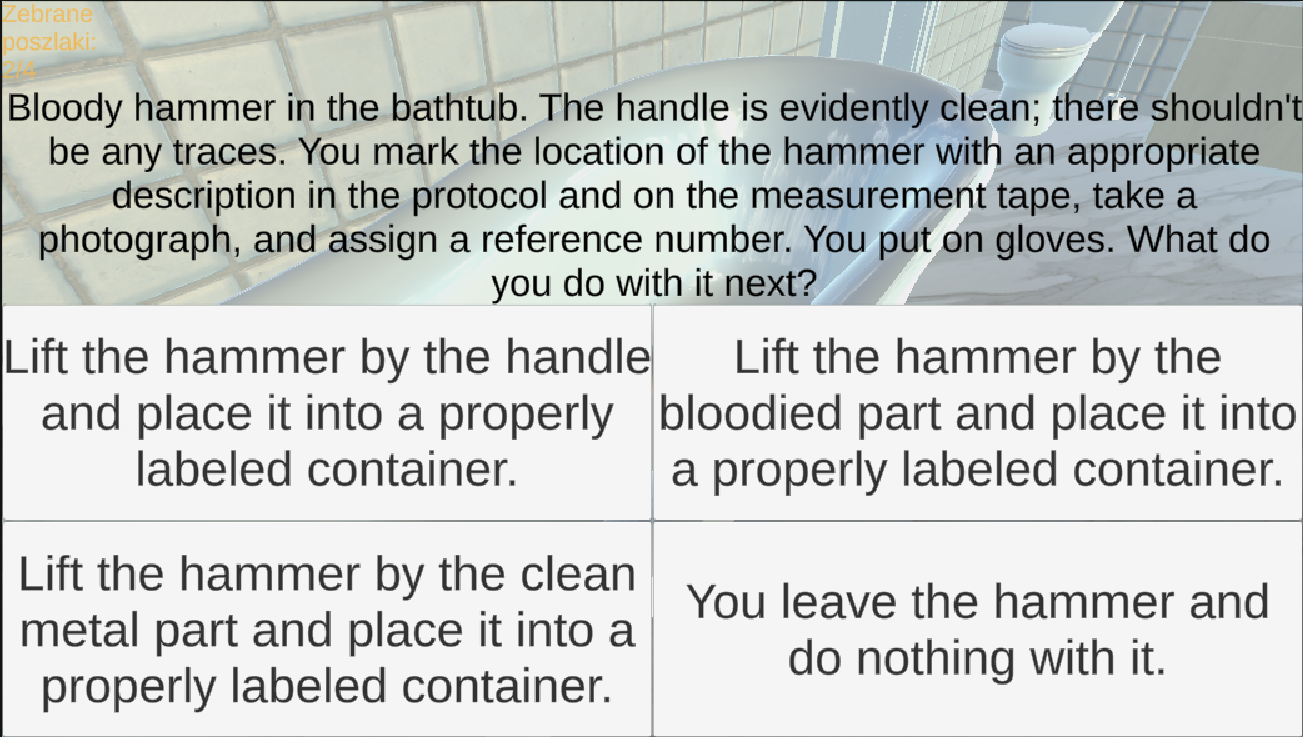 Zebrane
poszlaki:
2/4
Bloody hammer in the bathtub. The handle is evidently clean; there shouldn't
be any traces. You mark the location of the hammer with an appropriate
description in the protocol and on the measurement tape, take a
photograph, and assign a reference number. You put on gloves. What do
you do with it next?
Lift the hammer by the handle
and place it into a properly
labeled container.
Lift the hammer by the
bloodied part and place it into
a properly labeled container.
Lift the hammer by the clean
metal part and place it into a
properly labeled container.
You leave the hammer and
do nothing with it.